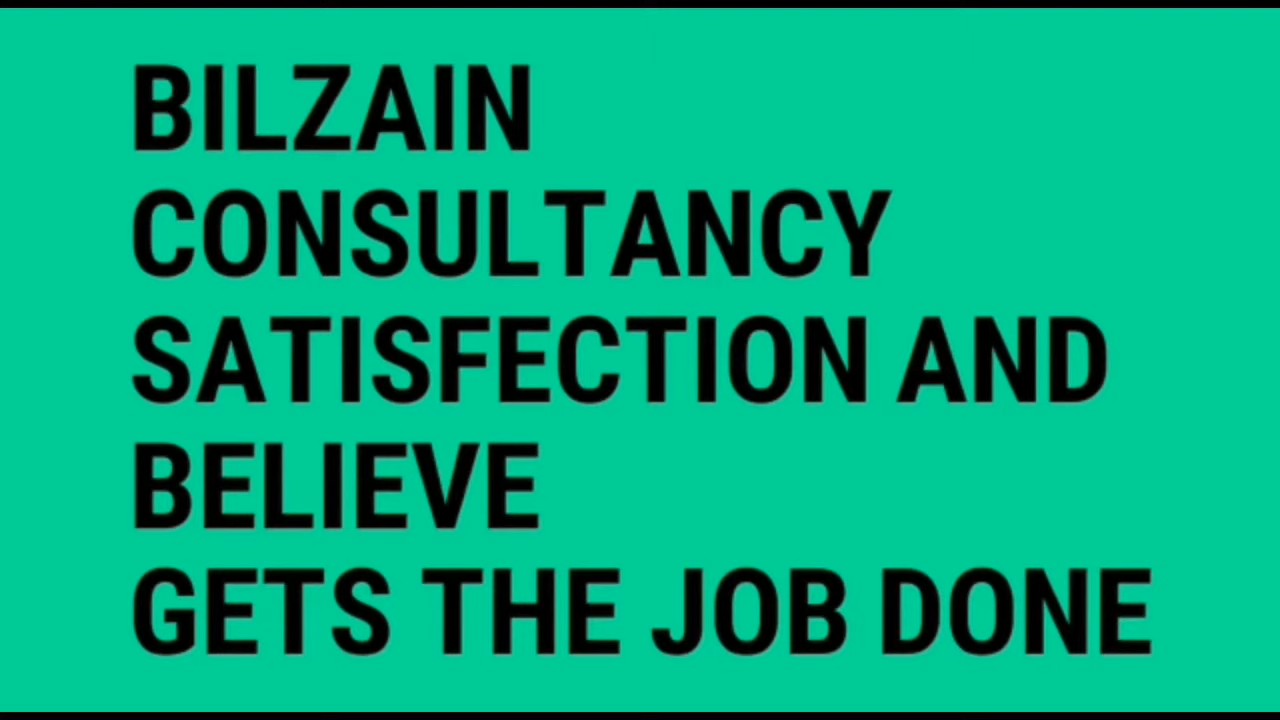 BILZAIN
CONSULTANCY
SATISFECTION AND
BELIEVE
GETS THE JOB DONE